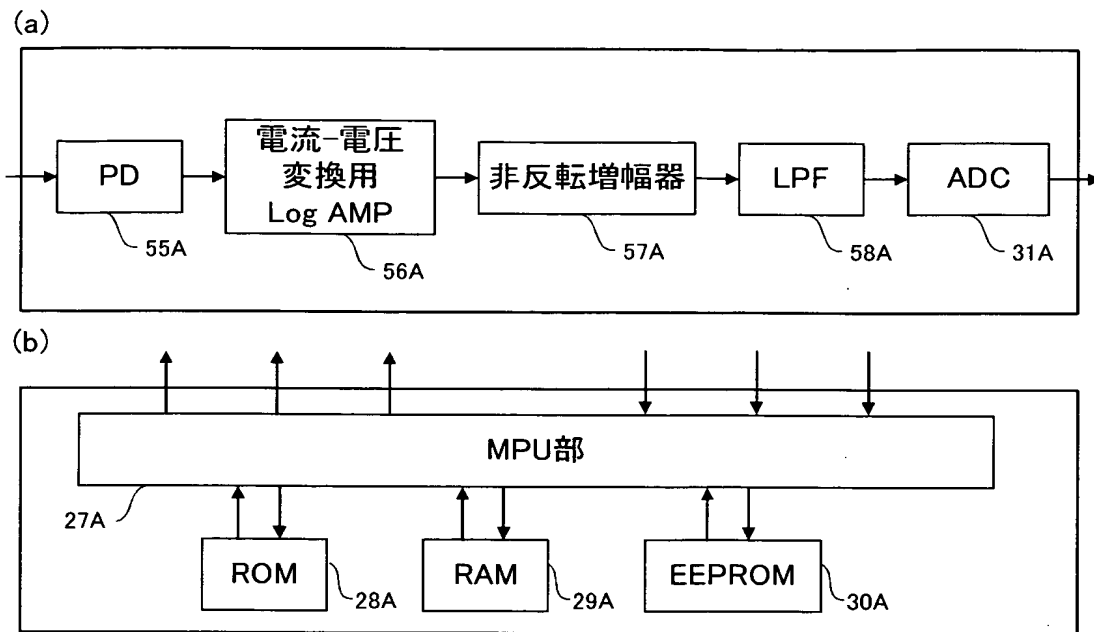 (a)
PD
電流-電圧
変換用
Log AMP
非反転増幅器
LPF
ADC
55A
56A
57A
58A
31A
(b)
MPU部
27A
ROM
RAM
EEPROM
28A
29A
30A